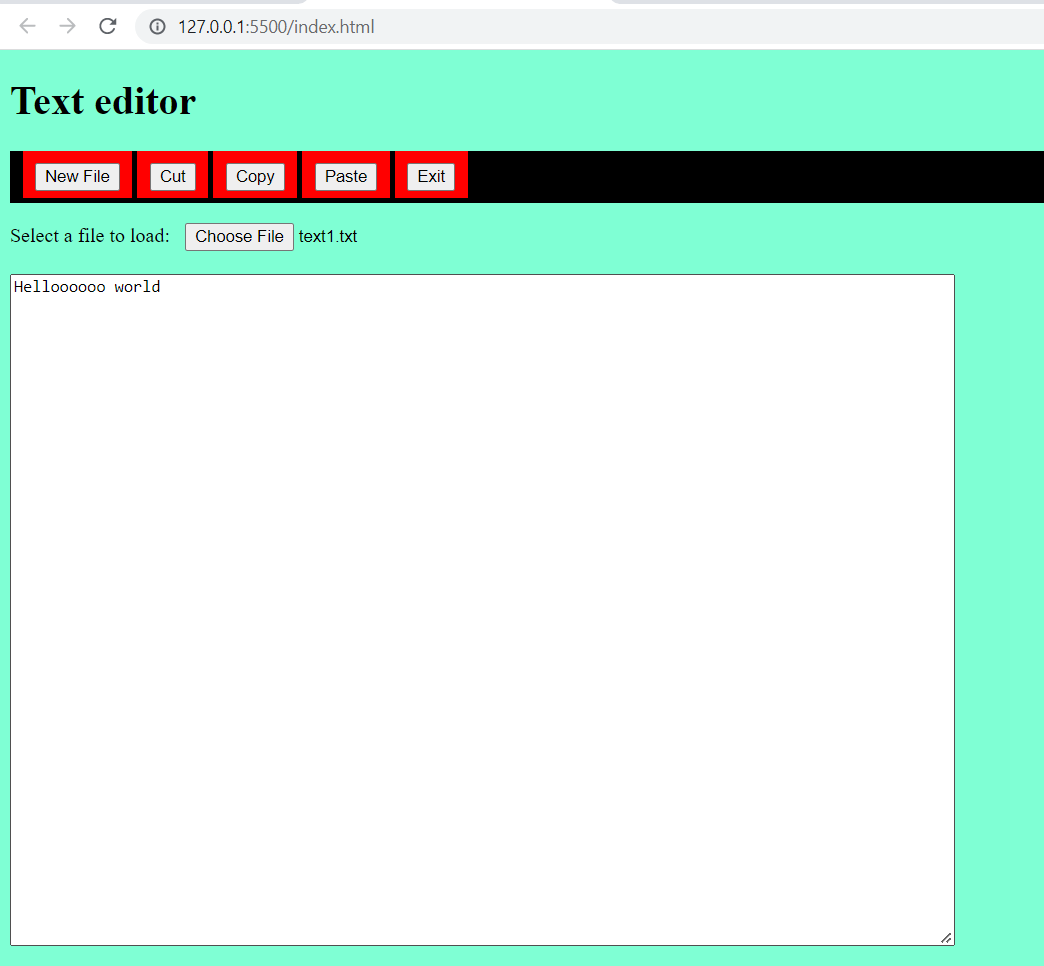 127.0.0.1:5500/index.html
Text editor
New File Cut Copy Paste Exit
Select a file to load: Choose File text1.txt
Helloooooo world